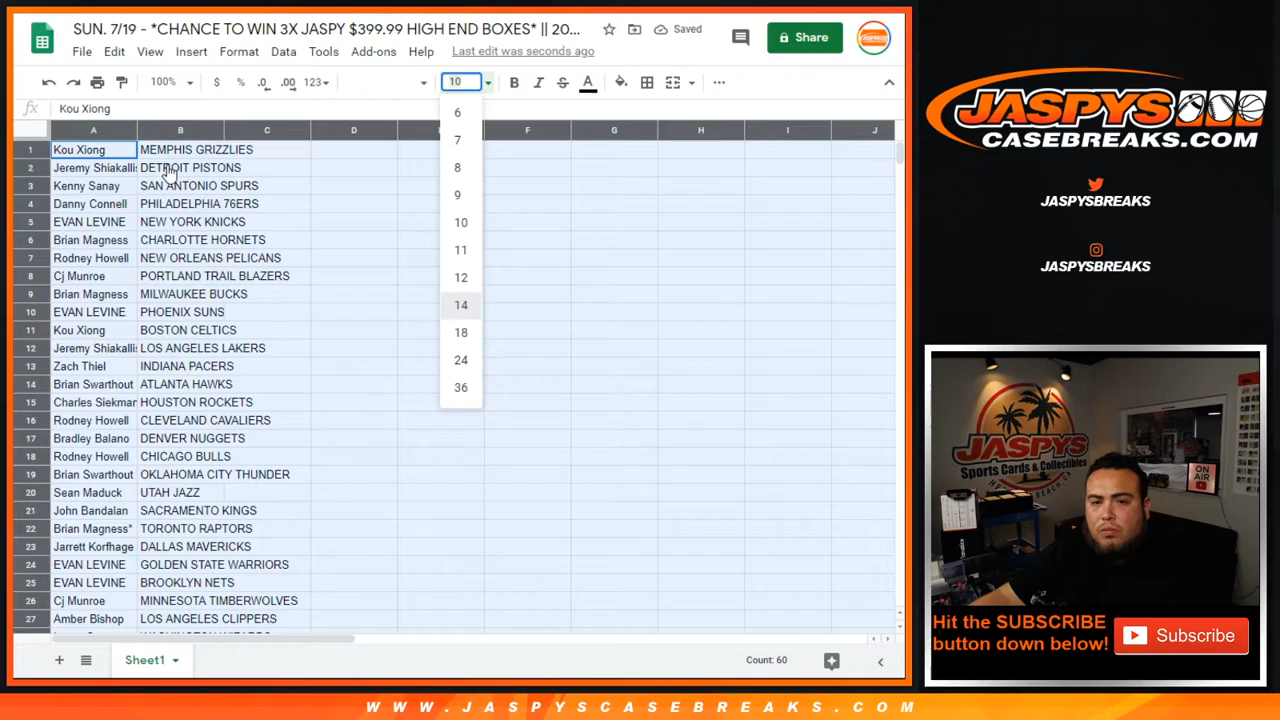 SUN. 7/19 - *CHANCE TO WIN 3X JASPY $399.99 HIGH END BOXES* || 20...
Saved
Share
File Edit View Insert Format Data Tools Add-ons Help Last edit was seconds ago
100% $ % .0 .00 123 10 B I S A
fx Kou Xiong
A B C D F G H I J
1 Kou Xiong MEMPHIS GRIZZLIES
2 Jeremy Shiakallis DETROIT PISTONS
3 Kenny Sanay SAN ANTONIO SPURS
4 Danny Connell PHILADELPHIA 76ERS
5 EVAN LEVINE NEW YORK KNICKS
6 Brian Magness CHARLOTTE HORNETS
7 Rodney Howell NEW ORLEANS PELICANS
8 Cj Munroe PORTLAND TRAIL BLAZERS
9 Brian Magness MILWAUKEE BUCKS
10 EVAN LEVINE PHOENIX SUNS
11 Kou Xiong BOSTON CELTICS
12 Jeremy Shiakallis LOS ANGELES LAKERS
13 Zach Thiel INDIANA PACERS
14 Brian Swarthout ATLANTA HAWKS
15 Charles Siekman HOUSTON ROCKETS
16 Rodney Howell CLEVELAND CAVALIERS
17 Bradley Balano DENVER NUGGETS
18 Rodney Howell CHICAGO BULLS
19 Brian Swarthout OKLAHOMA CITY THUNDER
20 Sean Maduck UTAH JAZZ
21 John Bandalan SACRAMENTO KINGS
22 Brian Magness* TORONTO RAPTORS
23 Jarrett Korfhage DALLAS MAVERICKS
24 EVAN LEVINE GOLDEN STATE WARRIORS
25 EVAN LEVINE BROOKLYN NETS
26 Cj Munroe MINNESOTA TIMBERWOLVES
27 Amber Bishop LOS ANGELES CLIPPERS
6
7
8
9
10
11
12
14
18
24
36
Sheet1
Count: 60
JASPYS
CASEBREAKS.COM
JASPYSBREAKS
JASPYSBREAKS
JASPYS
Sports Cards & Collectibles
ON AIR
Hit the SUBSCRIBE
button down below!
Subscribe
WWW.JASPYSCASEBREAKS.COM